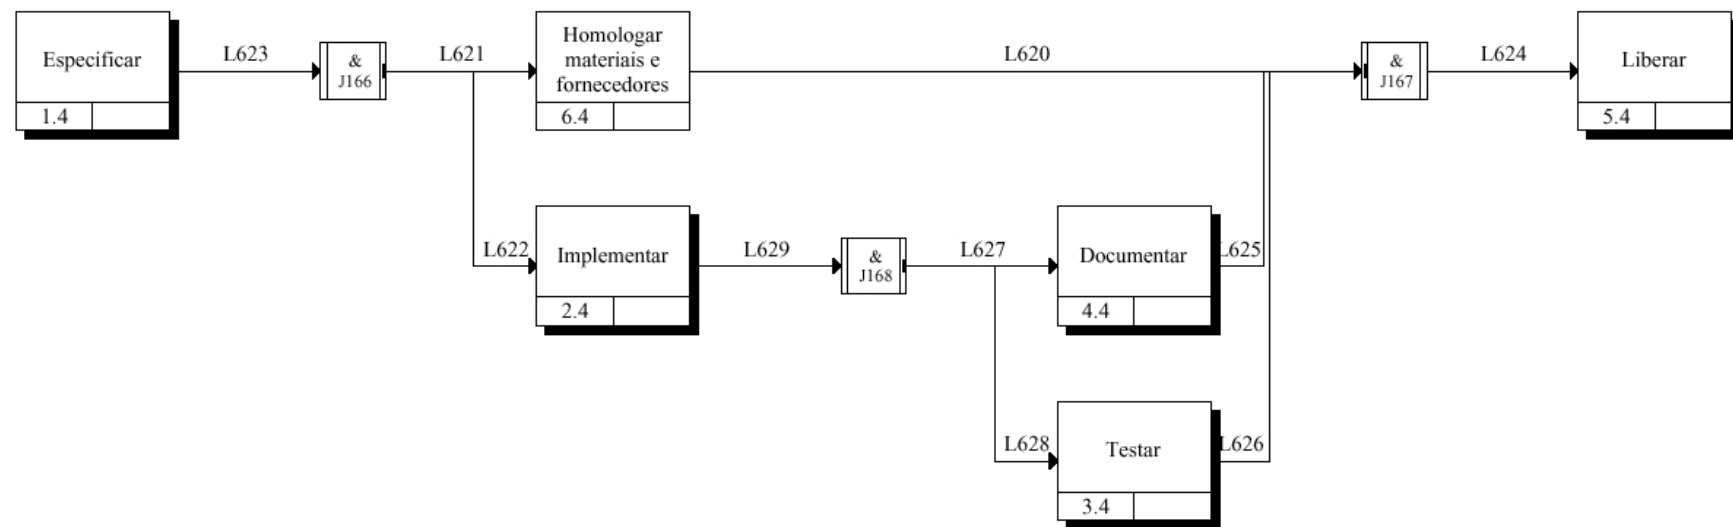 Especificar
1.4
L623
&
J166
L621
Homologar
materiais e
fornecedores
6.4
L620
&
J167
L624
Liberar
5.4
L622
Implementar
2.4
L629
&
J168
L627
Documentar
4.4
L625
L628
Testar
3.4
L626